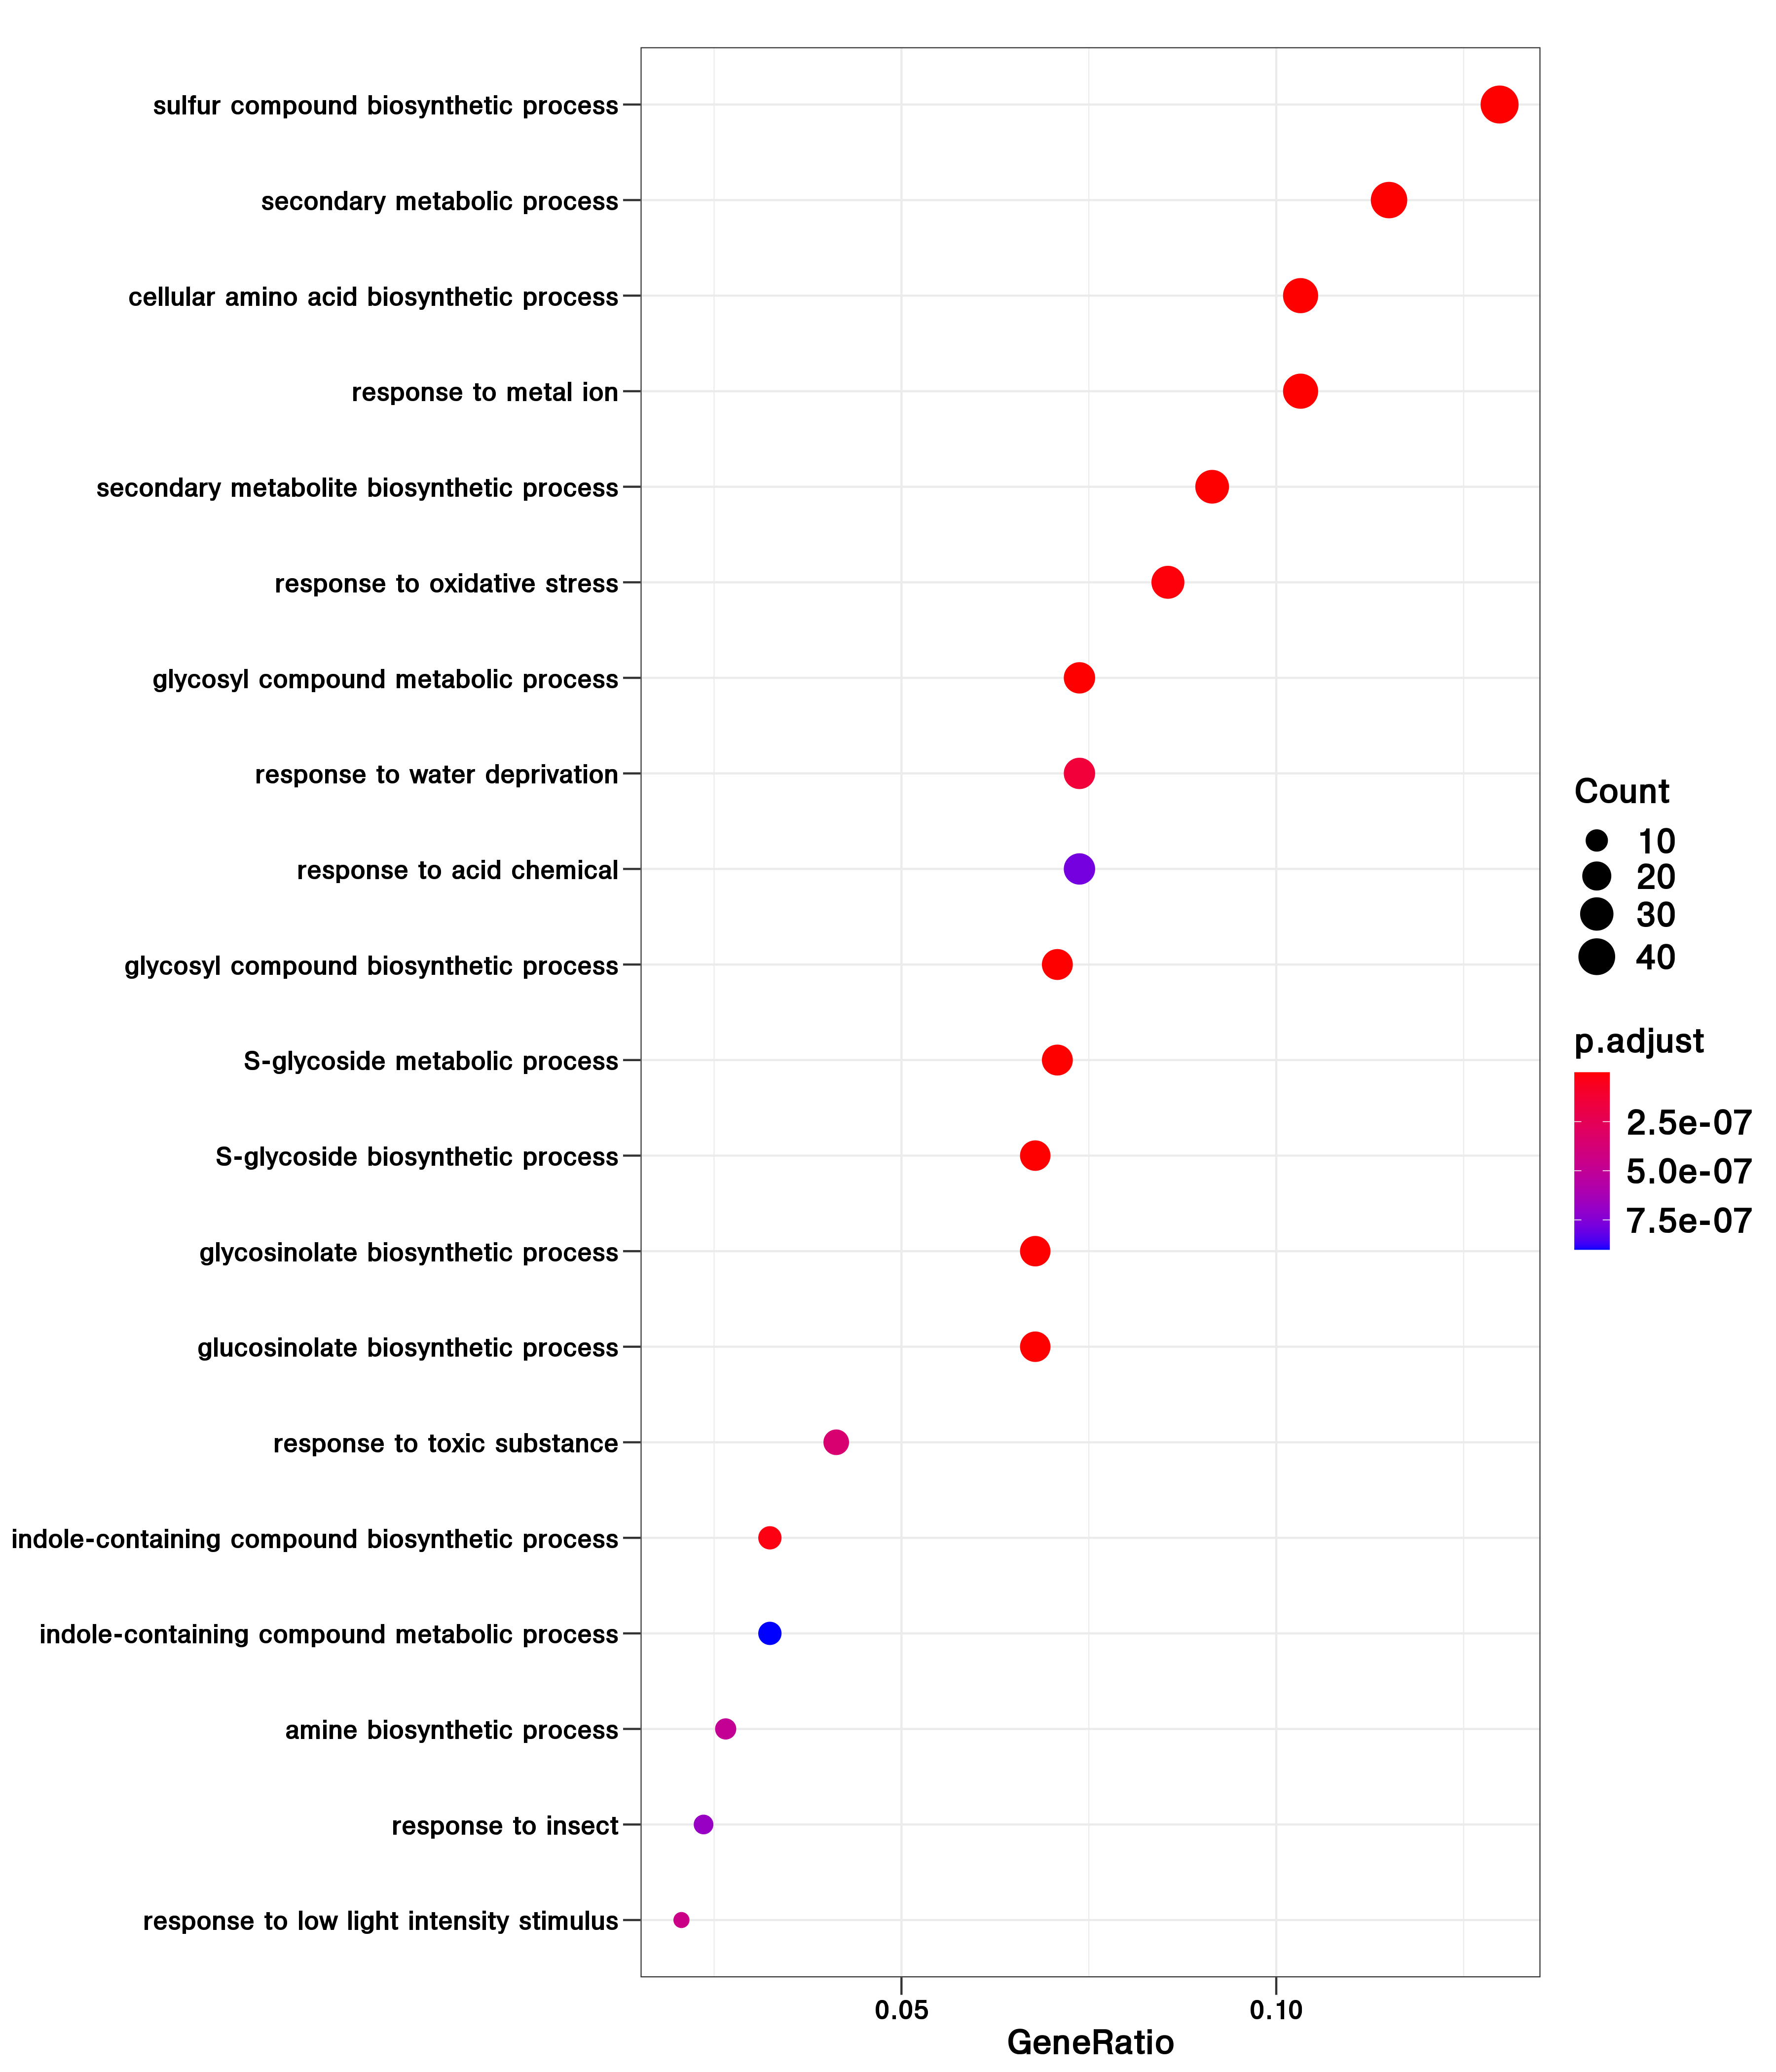 sulfur compound biosynthetic process
secondary metabolic process
cellular amino acid biosynthetic process
response to metal ion
secondary metabolite biosynthetic process
response to oxidative stress
glycosyl compound metabolic process
response to water deprivation
response to acid chemical
glycosyl compound biosynthetic process
S-glycoside metabolic process
S-glycoside biosynthetic process
glycosinolate biosynthetic process
glucosinolate biosynthetic process
response to toxic substance
indole-containing compound biosynthetic process
indole-containing compound metabolic process
amine biosynthetic process
response to insect
response to low light intensity stimulus
0.05 0.10
GeneRatio
Count
10
20
30
40
p.adjust
2.5e-07
5.0e-07
7.5e-07